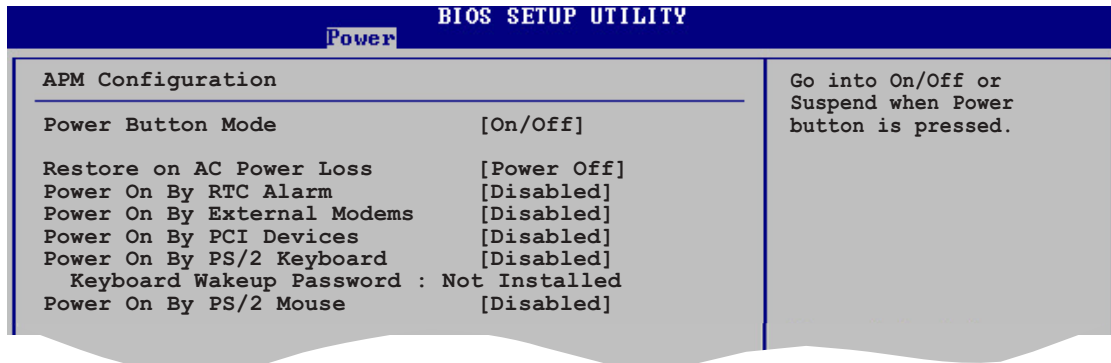 BIOS SETUP UTILITY
Power
APM Configuration
Power Button Mode [On/Off]
Restore on AC Power Loss [Power Off]
Power On By RTC Alarm [Disabled]
Power On By External Modems [Disabled]
Power On By PCI Devices [Disabled]
Power On By PS/2 Keyboard [Disabled]
Keyboard Wakeup Password : Not Installed
Power On By PS/2 Mouse [Disabled]
Go into On/Off or
Suspend when Power
button is pressed.